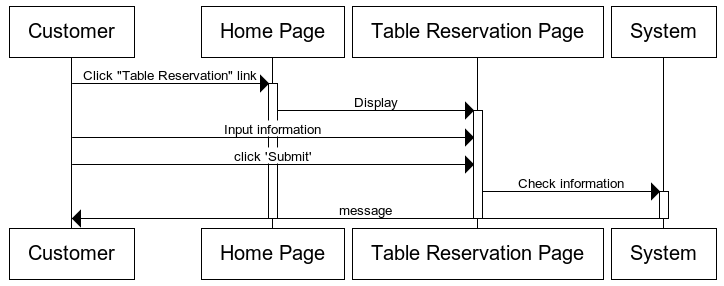 Customer
Home Page
Table Reservation Page
System
Click "Table Reservation" link
Display
Input information
click 'Submit'
Check information
message
Customer
Home Page
Table Reservation Page
System